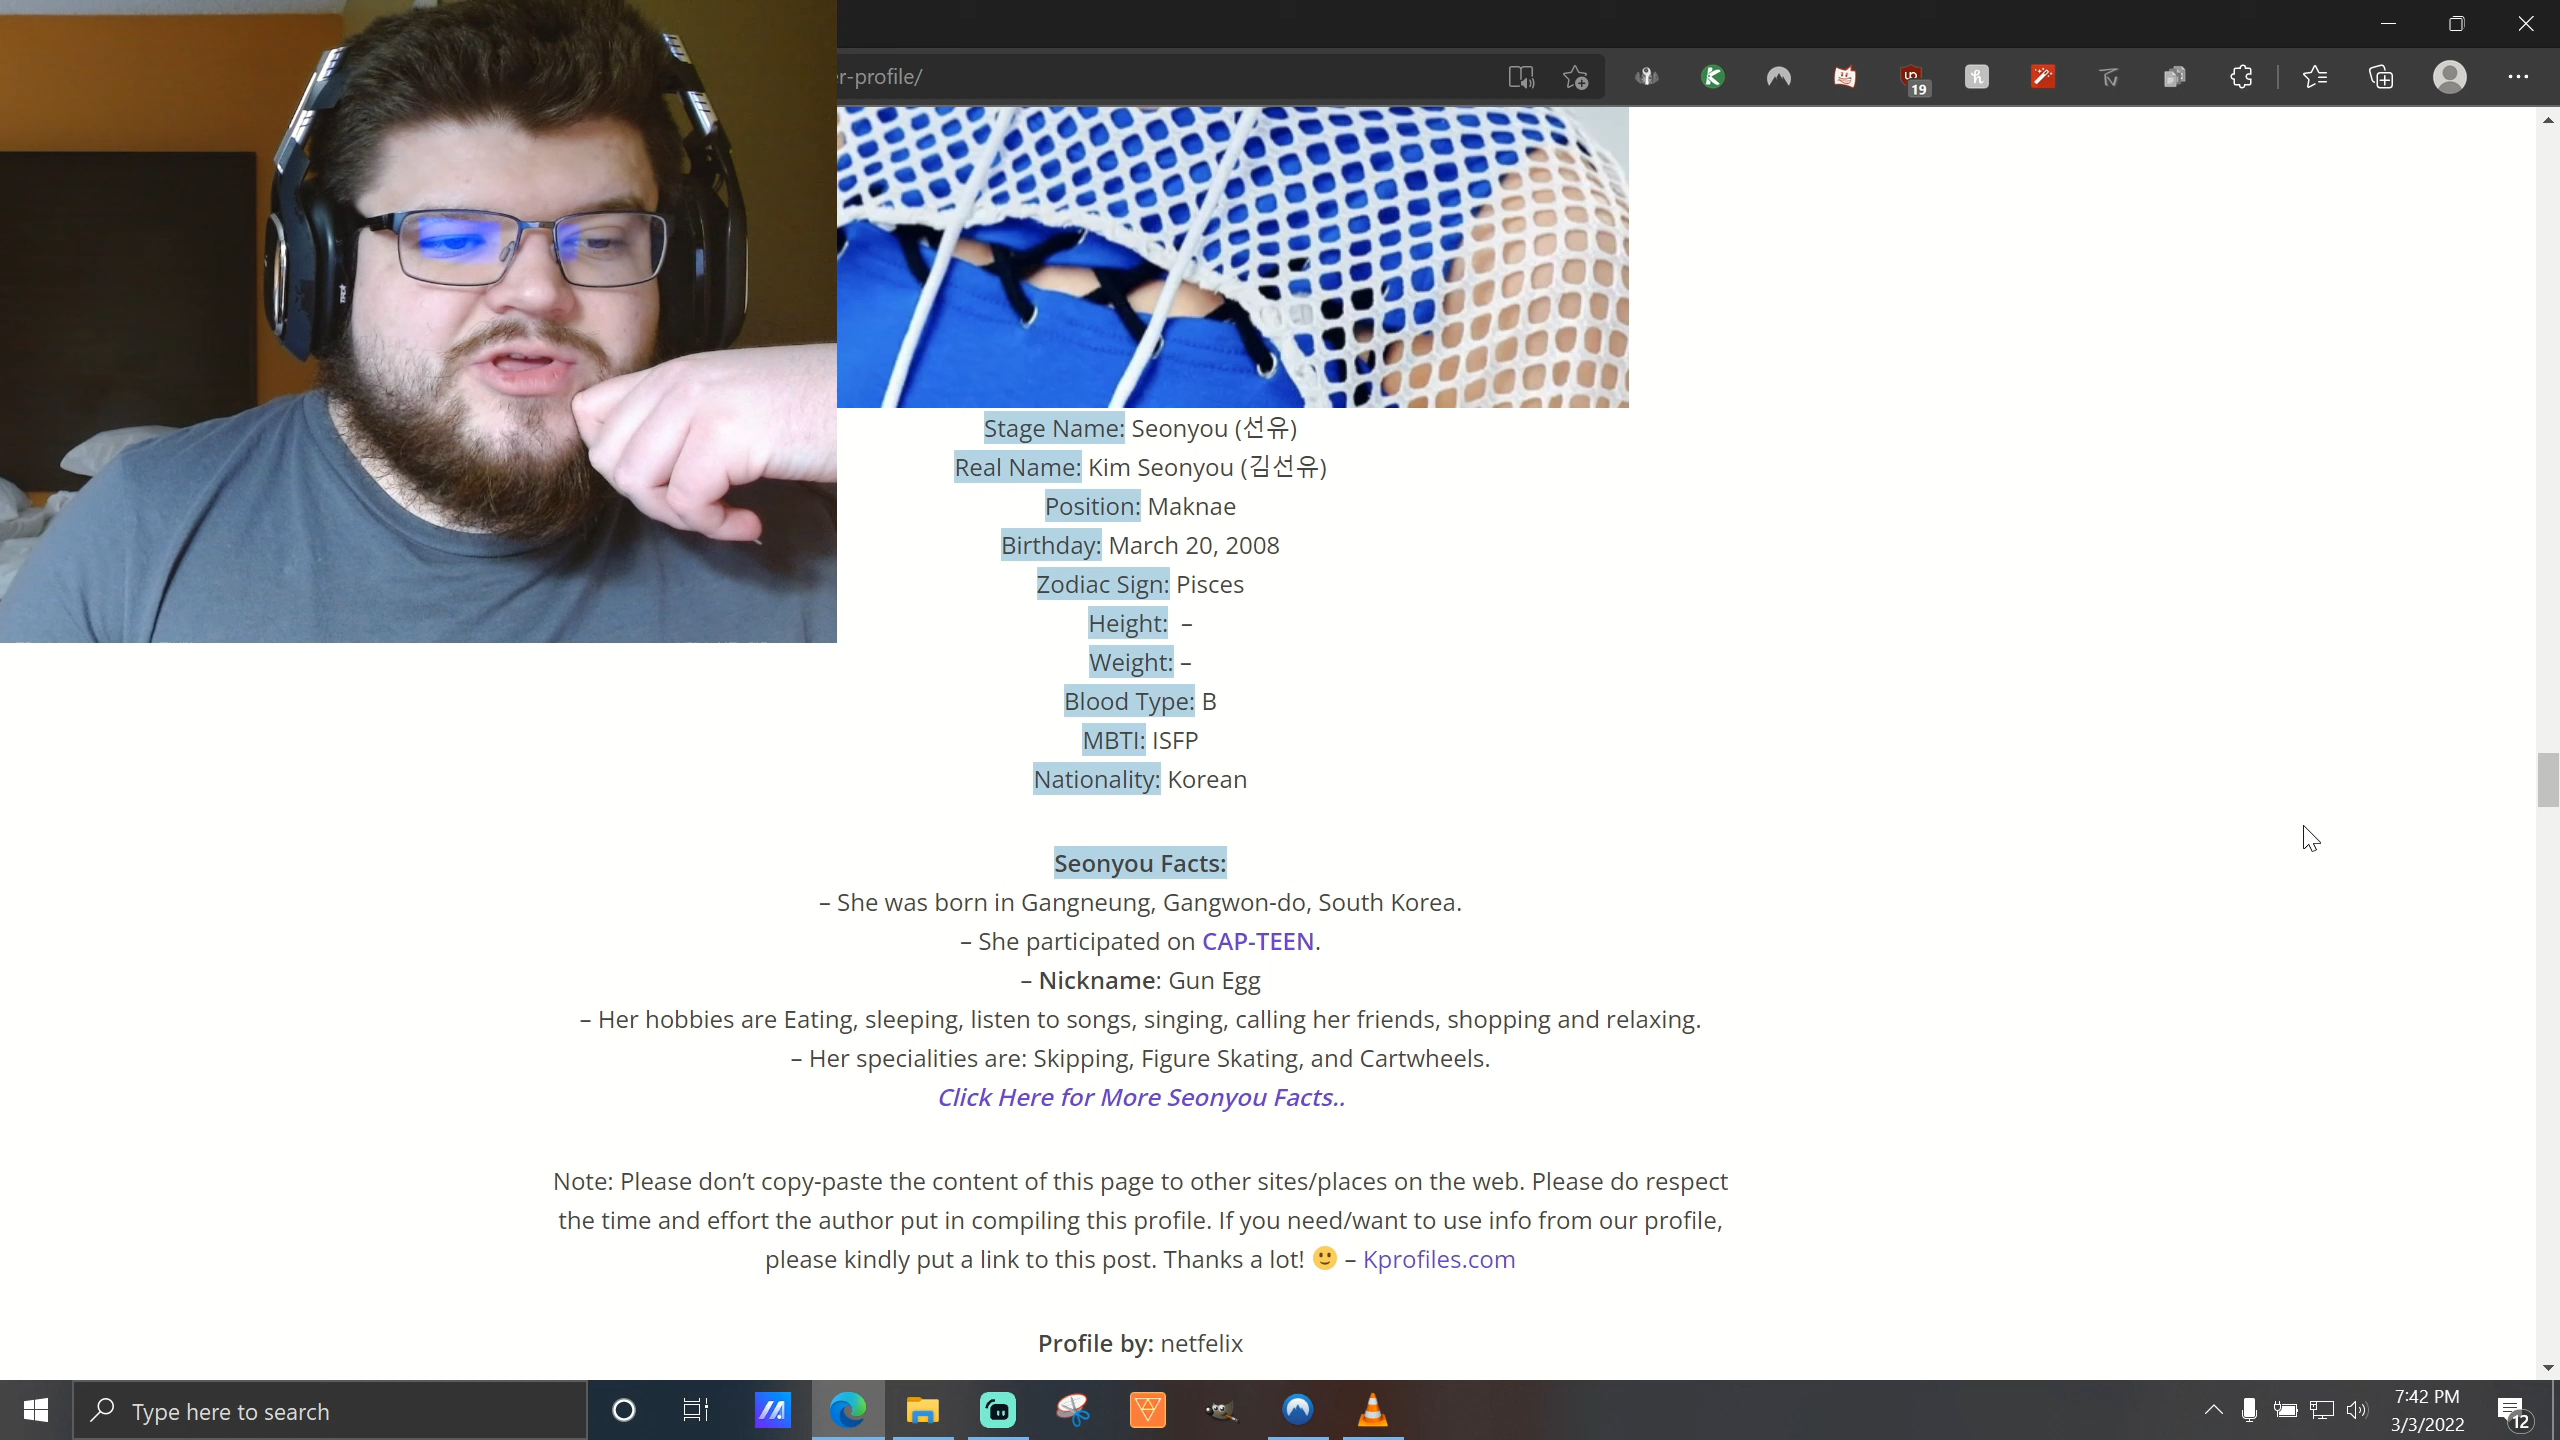 r-profile/
19
Stage Name: Seonyou (선유)
Real Name: Kim Seonyou (김선유)
Position: Maknae
Birthday: March 20, 2008
Zodiac Sign: Pisces
Height: –
Weight: –
Blood Type: B
MBTI: ISFP
Nationality: Korean
Seonyou Facts:
– She was born in Gangneung, Gangwon-do, South Korea.
– She participated on CAP-TEEN.
– Nickname: Gun Egg
– Her hobbies are Eating, sleeping, listen to songs, singing, calling her friends, shopping and relaxing.
– Her specialities are: Skipping, Figure Skating, and Cartwheels.
Click Here for More Seonyou Facts..
Note: Please don’t copy-paste the content of this page to other sites/places on the web. Please do respect
the time and effort the author put in compiling this profile. If you need/want to use info from our profile,
please kindly put a link to this post. Thanks a lot! 🙂 – Kprofiles.com
Profile by: netfelix
Type here to search
7:42 PM
3/3/2022
12